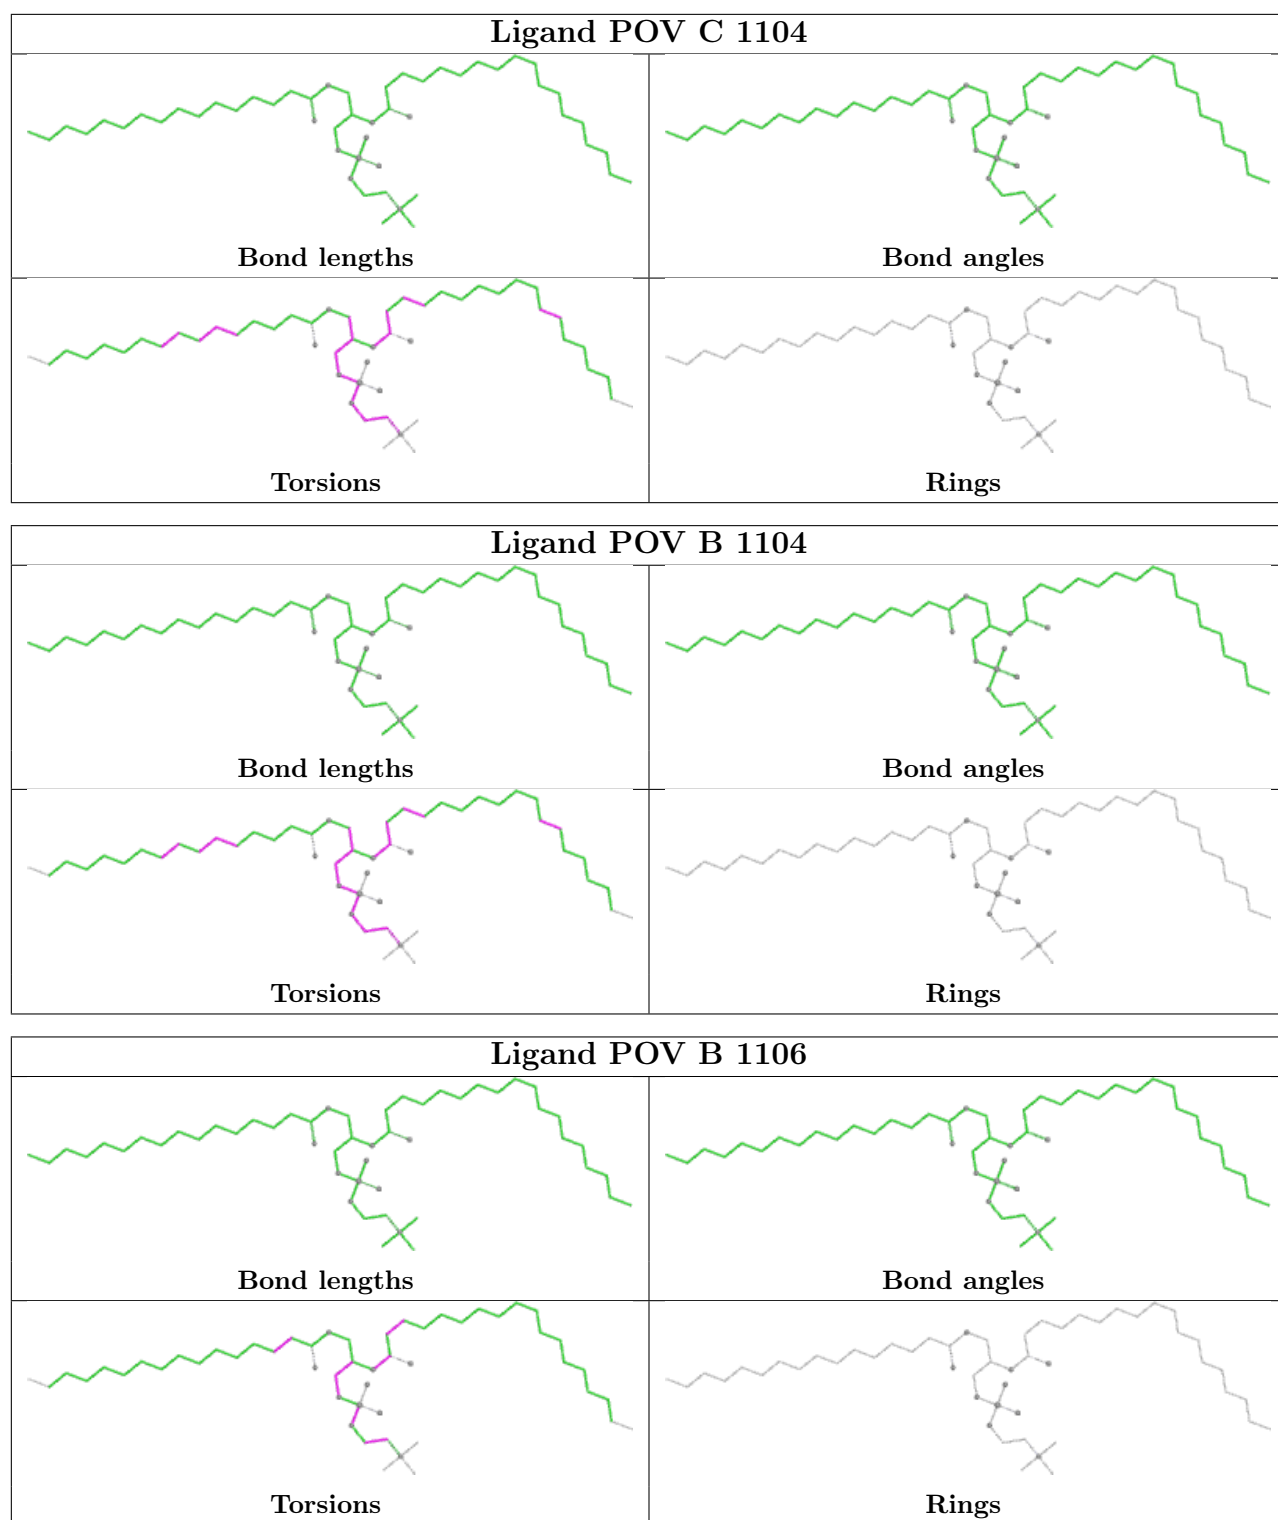 Ligand POV C 1104
Bond lengths
Bond angles
Torsions
Rings
Ligand POV B 1104
Bond lengths
Bond angles
Torsions
Rings
Ligand POV B 1106
Bond lengths
Bond angles
Torsions
Rings